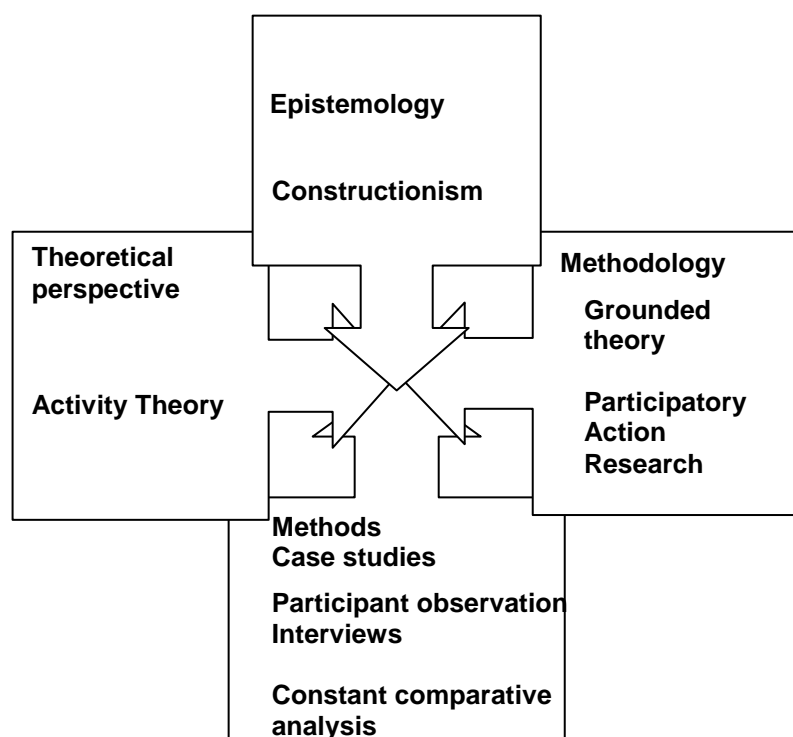 Epistemology
Constructionism
Theoretical
perspective
Activity Theory
Methodology
Grounded
theory
Participatory
Action
Research
Methods
Case studies
Participant observation
Interviews
Constant comparative
analysis